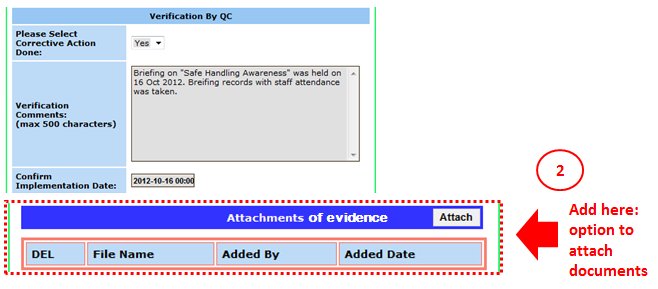 Verification By QC
Please Select
Corrective Action
Done:
Yes
Verification
Comments:
(max 500 characters)
Briefing on "Safe Handling Awareness" was held on
16 Oct 2012. Breifing records with staff attendance
was taken.
Confirm
Implementation Date:
2012-10-16 00:00
Attachments of evidence
Attach
DEL
File Name
Added By
Added Date
2
Add here:
option to
attach
documents